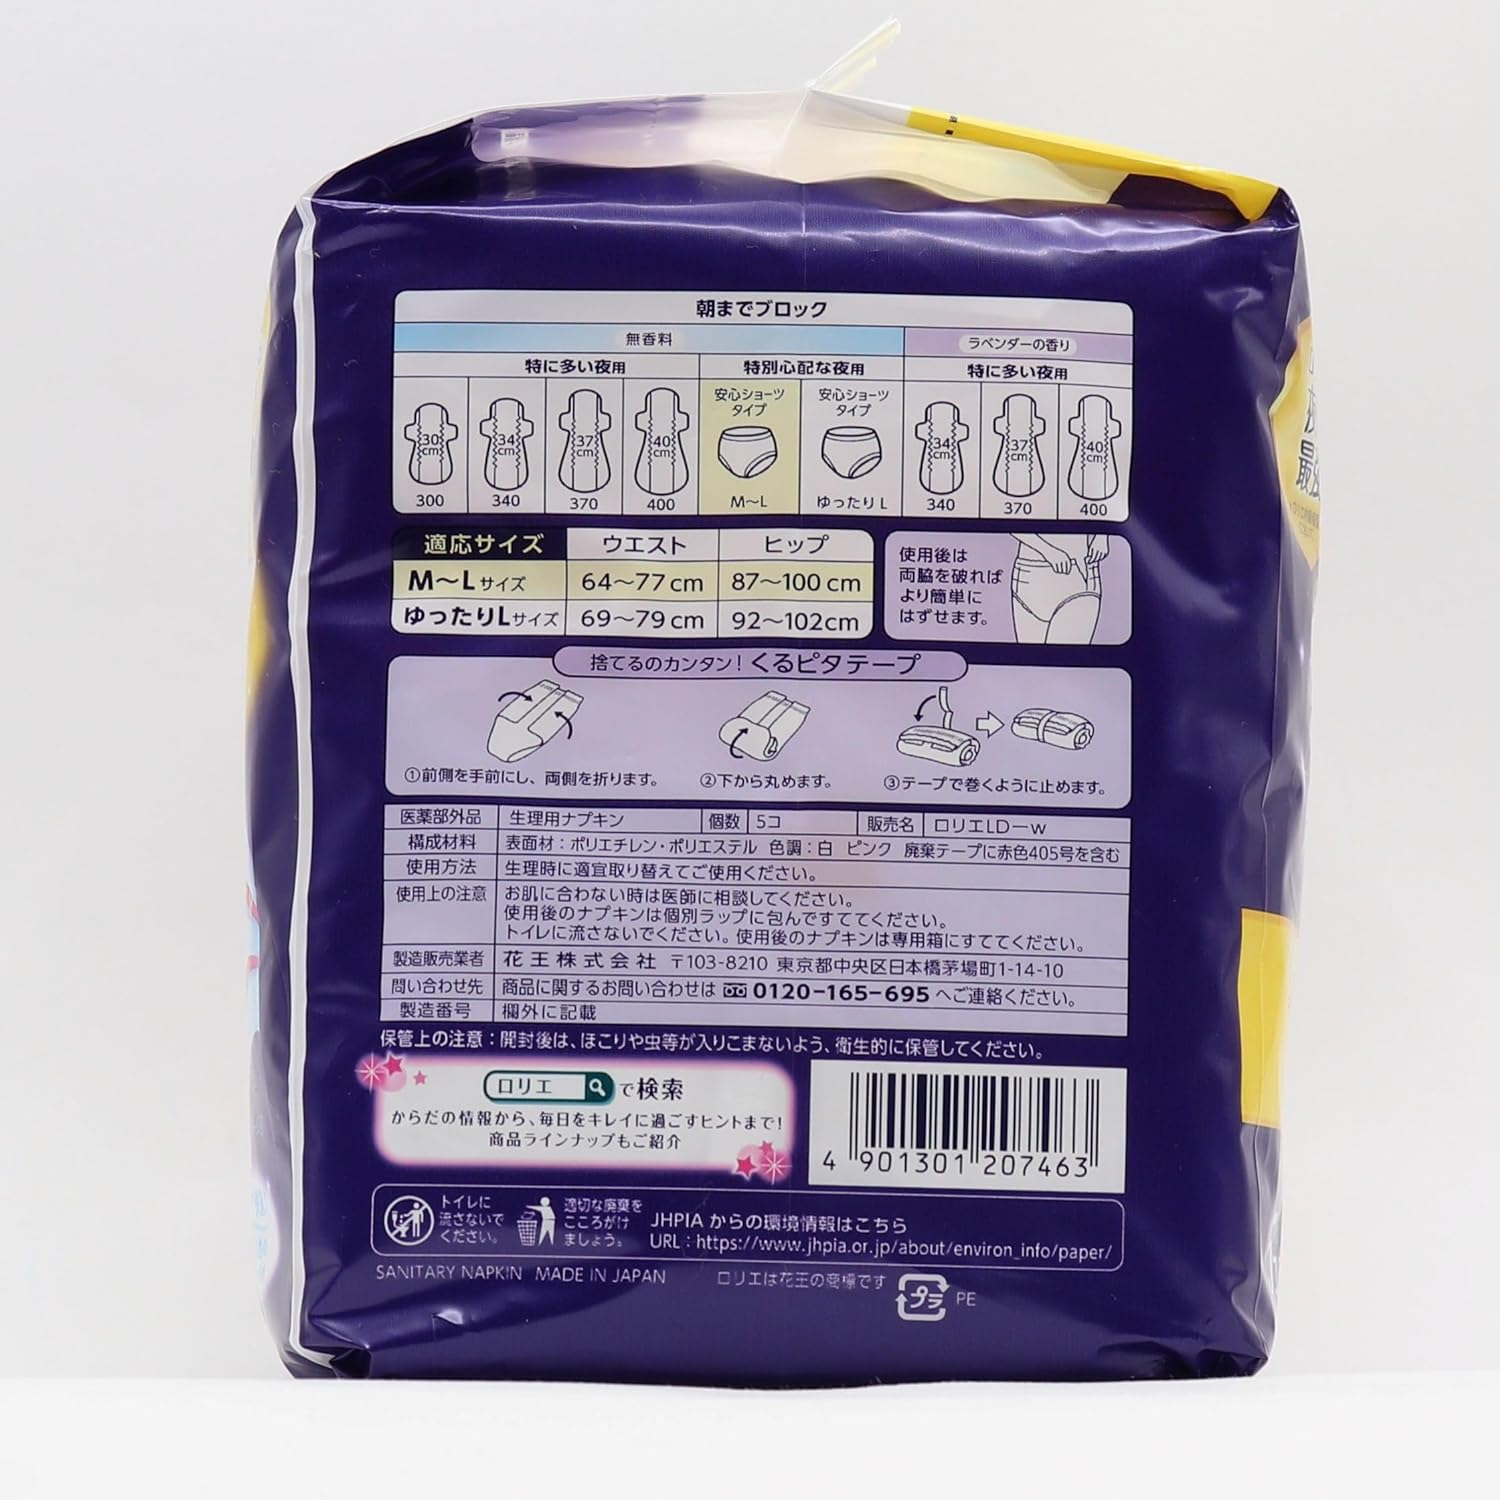 朝までブロック
無香料
ラベンダーの香り
特に多い夜用
特別心配な夜用
特に多い夜用
30cm
300
34cm
340
37cm
370
40cm
400
安心ショーツ
タイプ
M〜L
安心ショーツ
タイプ
ゆったりL
34cm
340
37cm
370
40cm
400
適応サイズ ウエスト ヒップ
M〜Lサイズ 64〜77cm 87〜100cm
ゆったりLサイズ 69〜79cm 92〜102cm
使用後は
両脇を破れば
より簡単に
はずせます。
捨てるのカンタン！くるピタテープ
①前側を手前にし、両側を折ります。
②下から丸めます。
③テープで巻くように止めます。
医薬部外品 生理用ナプキン 個数 5コ 販売名 ロリエLDーw
構成材料 表面材：ポリエチレン・ポリエステル 色調：白 ピンク 廃棄テープに赤色405号を含む
使用方法 生理時に適宜取り替えてご使用ください。
使用上の注意 お肌に合わない時は医師に相談してください。
使用後のナプキンは個別ラップに包んですててください。
トイレに流さないでください。使用後のナプキンは専用箱にすててください。
製造販売業者 花王株式会社 〒103-8210 東京都中央区日本橋茅場町1-14-10
問い合わせ先 商品に関するお問い合わせは 0120-165-695 へご連絡ください。
製造番号 欄外に記載
保管上の注意：開封後は、ほこりや虫等が入りこまないよう、衛生的に保管してください。
ロリエ で検索
からだの情報から、毎日をキレイに過ごすヒントまで！
商品ラインナップもご紹介
4 901301 207463
トイレに
流さないで
ください。
適切な廃棄を
こころがけ
ましょう。
JHPIA からの環境情報はこちら
URL：https://www.jhpia.or.jp/about/environ_info/paper/
SANITARY NAPKIN MADE IN JAPAN
ロリエは花王の商標です
プラ PE